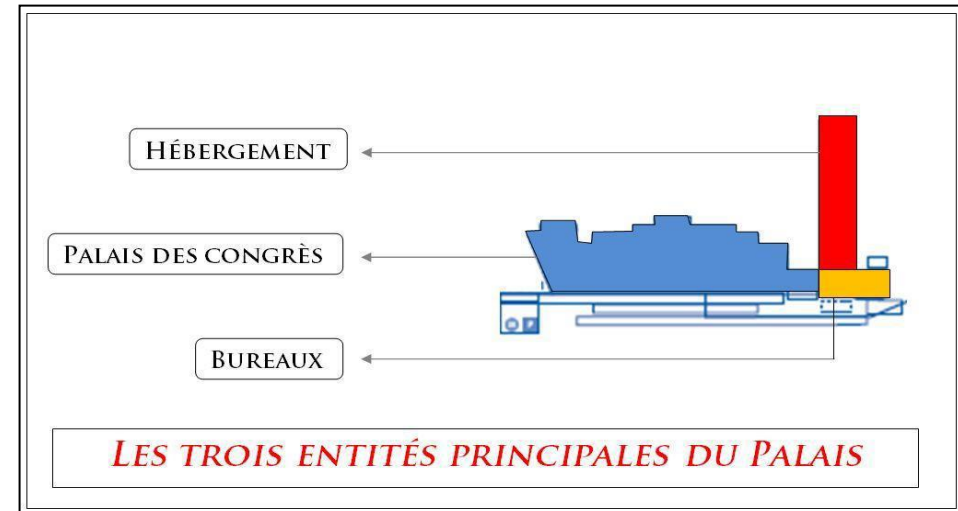 HÉBERGEMENT
PALAIS DES CONGRÈS
BUREAUX
LES TROIS ENTITÉS PRINCIPALES DU PALAIS